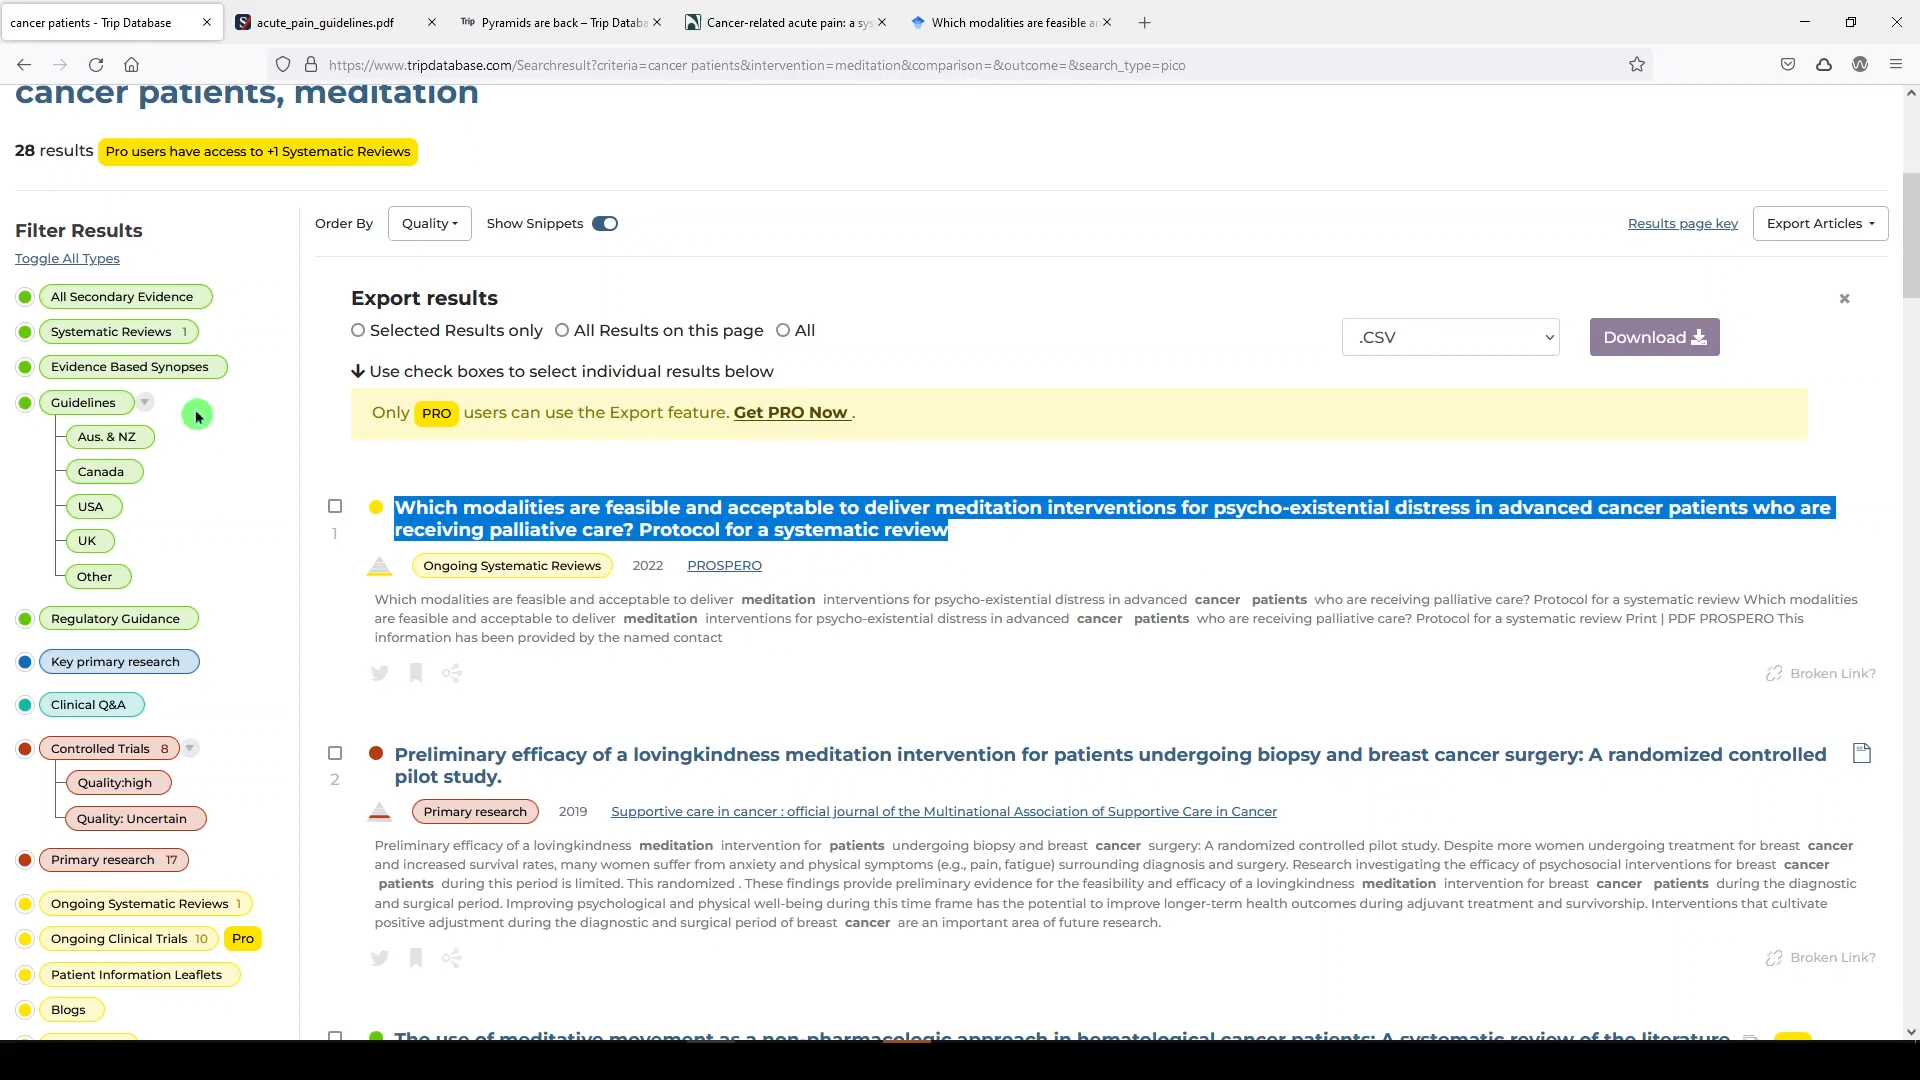 cancer patients - Trip Database
acute_pain_guidelines.pdf
Pyramids are back – Trip Databa
Cancer-related acute pain: a sys
Which modalities are feasible an
https://www.tripdatabase.com/Searchresult?criteria=cancer patients&intervention=meditation&comparison=&outcome=&search_type=pico
cancer patients, meditation
28 results Pro users have access to +1 Systematic Reviews
Filter Results
Toggle All Types
All Secondary Evidence
Systematic Reviews 1
Evidence Based Synopses
Guidelines
Aus. & NZ
Canada
USA
UK
Other
Regulatory Guidance
Key primary research
Clinical Q&A
Controlled Trials 8
Quality:high
Quality: Uncertain
Primary research 17
Ongoing Systematic Reviews 1
Ongoing Clinical Trials 10 Pro
Patient Information Leaflets
Blogs
Order By Quality Show Snippets
Results page key Export Articles
Export results
Selected Results only All Results on this page All
.CSV Download
Use check boxes to select individual results below
Only PRO users can use the Export feature. Get PRO Now .
1
Which modalities are feasible and acceptable to deliver meditation interventions for psycho-existential distress in advanced cancer patients who are
receiving palliative care? Protocol for a systematic review
Ongoing Systematic Reviews 2022 PROSPERO
Which modalities are feasible and acceptable to deliver meditation interventions for psycho-existential distress in advanced cancer patients who are receiving palliative care? Protocol for a systematic review Which modalities
are feasible and acceptable to deliver meditation interventions for psycho-existential distress in advanced cancer patients who are receiving palliative care? Protocol for a systematic review Print | PDF PROSPERO This
information has been provided by the named contact
Broken Link?
2
Preliminary efficacy of a lovingkindness meditation intervention for patients undergoing biopsy and breast cancer surgery: A randomized controlled
pilot study.
Primary research 2019 Supportive care in cancer : official journal of the Multinational Association of Supportive Care in Cancer
Preliminary efficacy of a lovingkindness meditation intervention for patients undergoing biopsy and breast cancer surgery: A randomized controlled pilot study. Despite more women undergoing treatment for breast cancer
and increased survival rates, many women suffer from anxiety and physical symptoms (e.g., pain, fatigue) surrounding diagnosis and surgery. Research investigating the efficacy of psychosocial interventions for breast cancer
patients during this period is limited. This randomized . These findings provide preliminary evidence for the feasibility and efficacy of a lovingkindness meditation intervention for breast cancer patients during the diagnostic
and surgical period. Improving psychological and physical well-being during this time frame has the potential to improve longer-term health outcomes during adjuvant treatment and survivorship. Interventions that cultivate
positive adjustment during the diagnostic and surgical period of breast cancer are an important area of future research.
Broken Link?
The use of meditative movement as a non-pharmacologic approach in hematological cancer patients: A systematic review of the literature